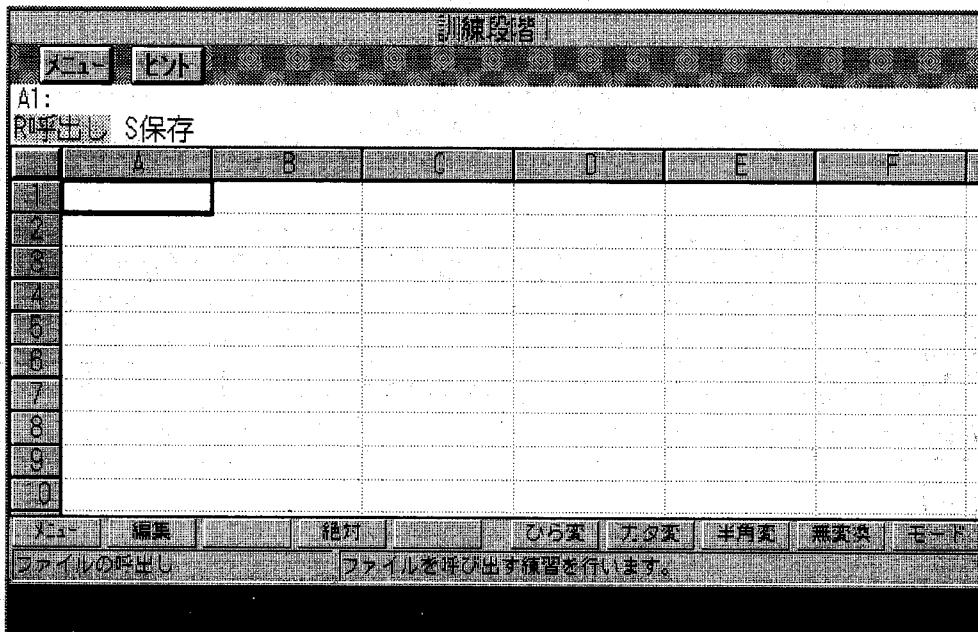 訓練段階1
メニュー ヒント
A1:
R呼出し S保存
A B C D E F
1
2
3
4
5
6
7
8
9
0
メニュー 編集 絶対 ひら変 カタ変 半角変 無変換 モード
ファイルの呼出し ファイルを呼び出す練習を行います。